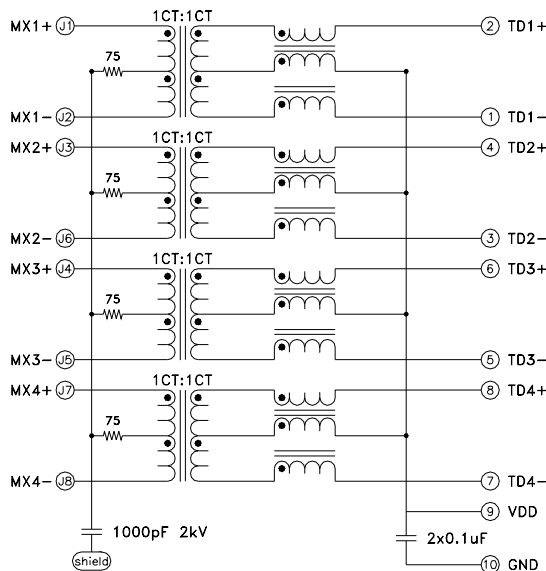 1CT:1CT
MX1+ J1 2 TD1+
75
MX1- J2 1 TD1-
1CT:1CT
MX2+ J3 4 TD2+
75
MX2- J6 3 TD2-
1CT:1CT
MX3+ J4 6 TD3+
75
MX3- J5 5 TD3-
1CT:1CT
MX4+ J7 8 TD4+
75
MX4- J8 7 TD4-
9 VDD
1000pF 2kV
2x0.1uF
shield
10 GND